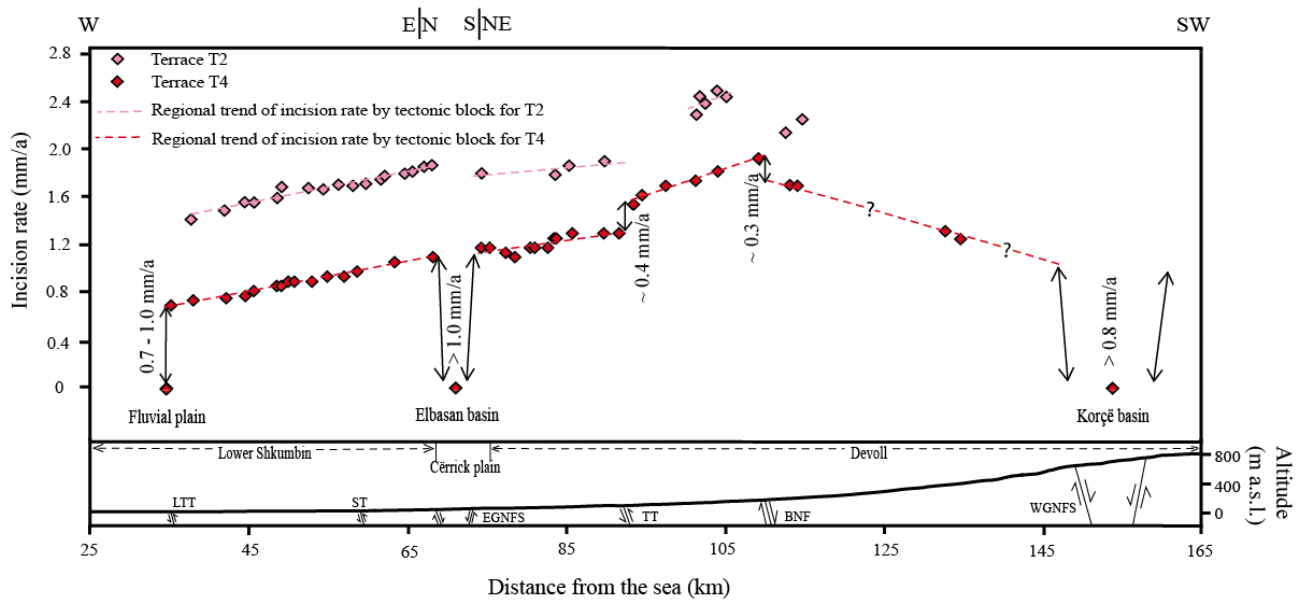 W E|N S|NE SW
2.8
Terrace T2
Terrace T4
2.4
Regional trend of incision rate by tectonic block for T2
Regional trend of incision rate by tectonic block for T4
2.0
1.6
1.2
0.8
0.4
0
Incision rate (mm/a)
0.7 - 1.0 mm/a
> 1.0 mm/a
~ 0.4 mm/a
~ 0.3 mm/a
?
?
> 0.8 mm/a
Fluvial plain Elbasan basin Korçë basin
Lower Shkumbin Cërrick plain Devoll
800
400
0
Altitude
(m a.s.l.)
LTT ST EGNFS TT BNF WGNFS
25 45 65 85 105 125 145 165
Distance from the sea (km)